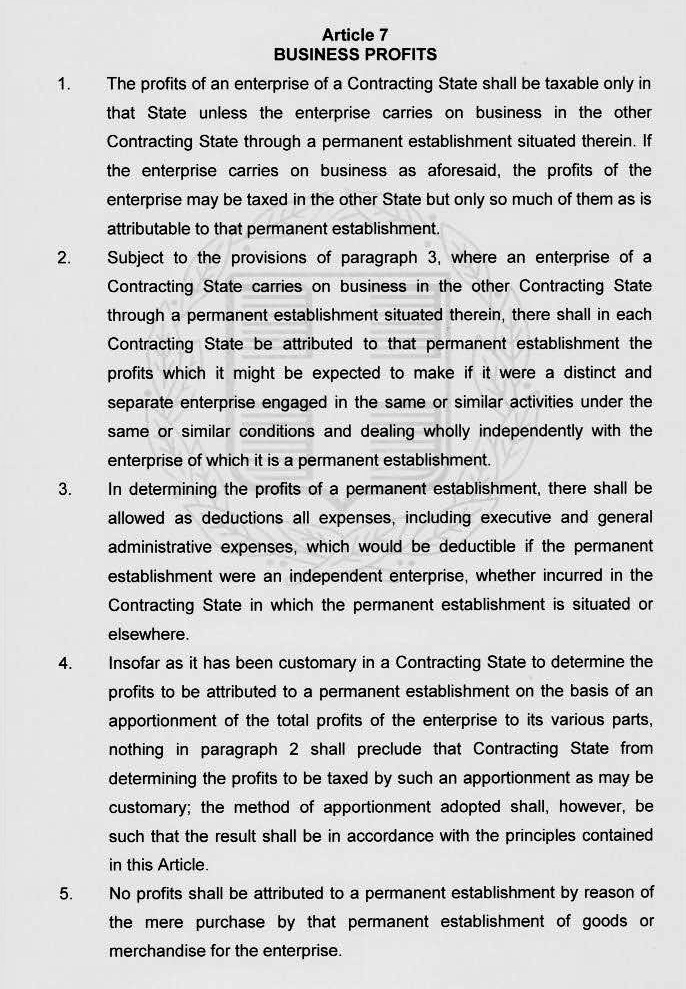 Article 7
BUSINESS PROFITS
1. The profits of an enterprise of a Contracting State shall be taxable only in
that State unless the enterprise carries on business in the other
Contracting State through a permanent establishment situated therein. If
the enterprise carries on business as aforesaid, the profits of the
enterprise may be taxed in the other State but only so much of them as is
attributable to that permanent establishment.
2. Subject to the provisions of paragraph 3, where an enterprise of a
Contracting State carries on business in the other Contracting State
through a permanent establishment situated therein, there shall in each
Contracting State be attributed to that permanent establishment the
profits which it might be expected to make if it were a distinct and
separate enterprise engaged in the same or similar activities under the
same or similar conditions and dealing wholly independently with the
enterprise of which it is a permanent establishment.
3. In determining the profits of a permanent establishment, there shall be
allowed as deductions all expenses, including executive and general
administrative expenses, which would be deductible if the permanent
establishment were an independent enterprise, whether incurred in the
Contracting State in which the permanent establishment is situated or
elsewhere.
4. Insofar as it has been customary in a Contracting State to determine the
profits to be attributed to a permanent establishment on the basis of an
apportionment of the total profits of the enterprise to its various parts,
nothing in paragraph 2 shall preclude that Contracting State from
determining the profits to be taxed by such an apportionment as may be
customary; the method of apportionment adopted shall, however, be
such that the result shall be in accordance with the principles contained
in this Article.
5. No profits shall be attributed to a permanent establishment by reason of
the mere purchase by that permanent establishment of goods or
merchandise for the enterprise.